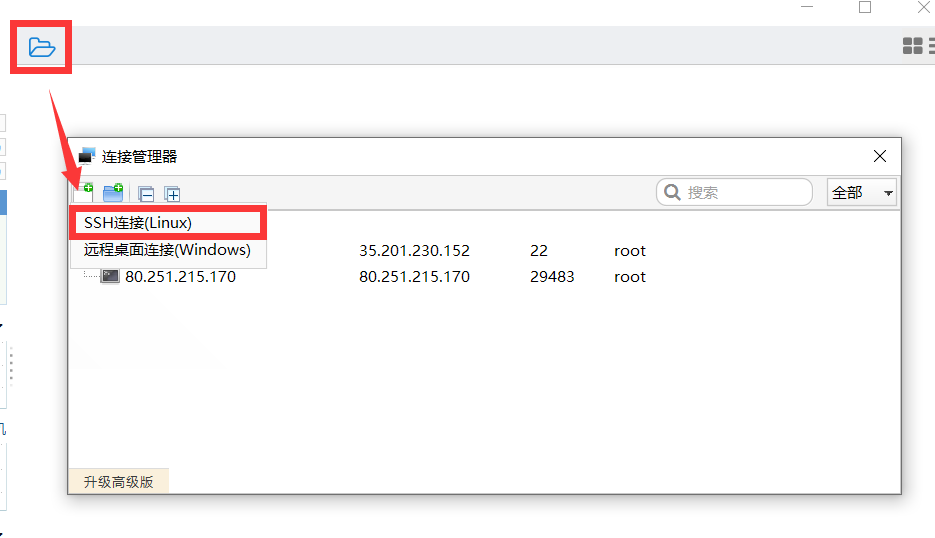 连接管理器
搜索
全部
SSH连接(Linux)
远程桌面连接(Windows)
35.201.230.152 22 root
80.251.215.170 80.251.215.170 29483 root
升级高级版